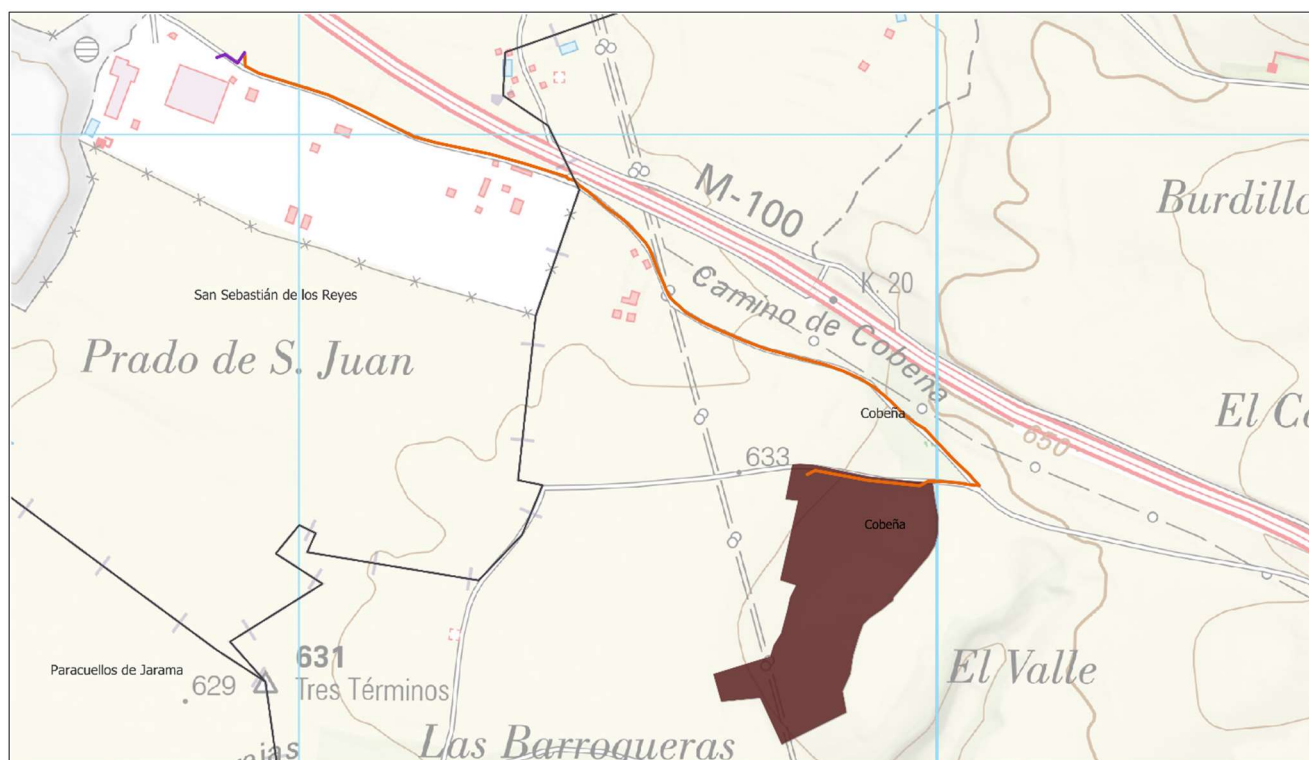 M-100
Burdillo
K. 20
San Sebastián de los Reyes
Camino de Cobeña
Prado de S. Juan
Cobeña
El Co
650
633
Cobeña
631
Paracuellos de Jarama
629
Tres Términos
El Valle
Las Barroqueras